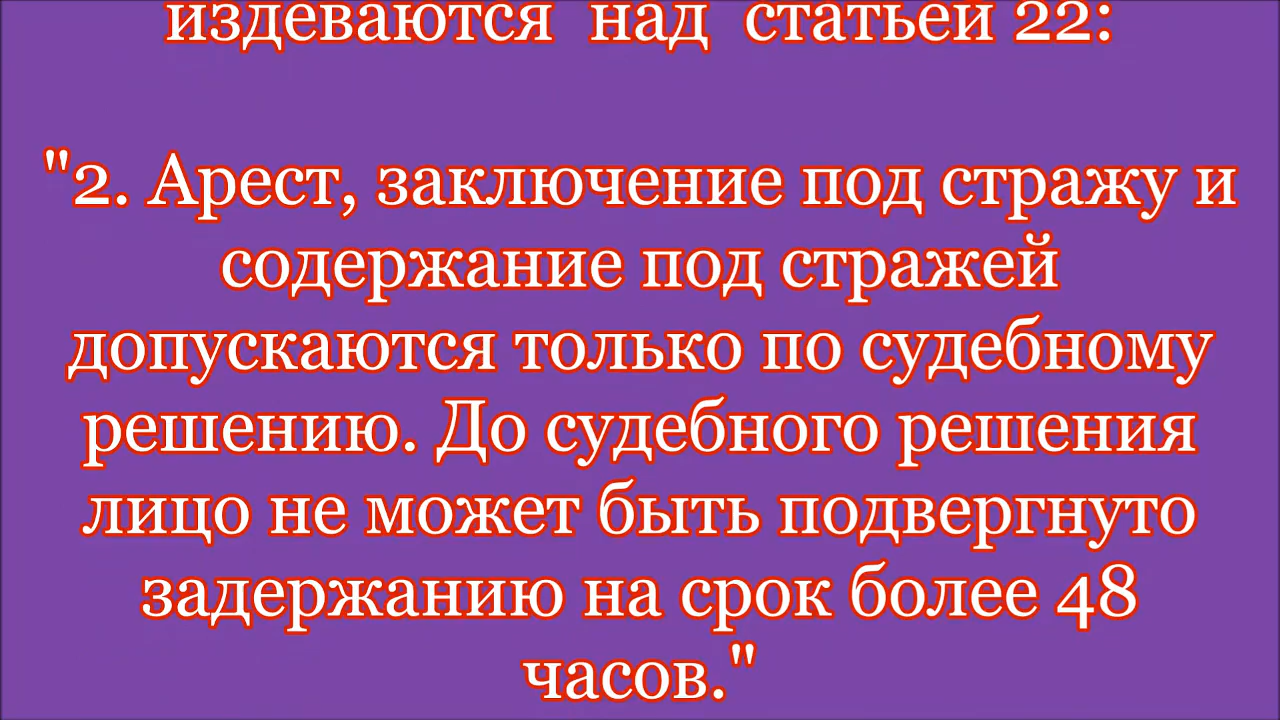 издеваются над статьей 22:
"2. Арест, заключение под стражу и
содержание под стражей
допускаются только по судебному
решению. До судебного решения
лицо не может быть подвергнуто
задержанию на срок более 48
часов."